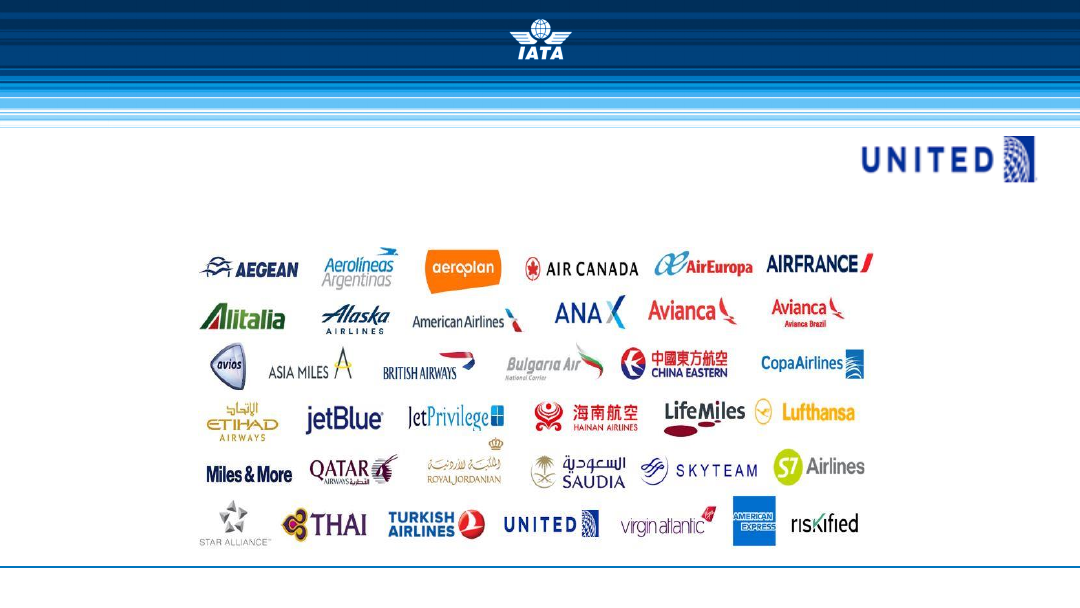 IATA
UNITED
AEGEAN
Aerolíneas
Argentinas
aeroplan
AIR CANADA
AirEuropa
AIRFRANCE
Alitalia
Alaska
AIRLINES
American Airlines
ANA
Avianca
Avianca
Avianca Brazil
avios
ASIA MILES
BRITISH AIRWAYS
Bulgaria Air
National Carrier
中國東方航空
CHINA EASTERN
CopaAirlines
الإتحاد
ETIHAD
AIRWAYS
jetBlue
JetPrivilege
海南航空
HAINAN AIRLINES
LifeMiles
Lufthansa
Miles & More
QATAR
AIRWAYS القطرية
الملكية الأردنية
ROYAL JORDANIAN
السعودية
SAUDIA
SKYTEAM
S7 Airlines
STAR ALLIANCE™
THAI
TURKISH
AIRLINES
UNITED
virgin atlantic
AMERICAN
EXPRESS
riskified